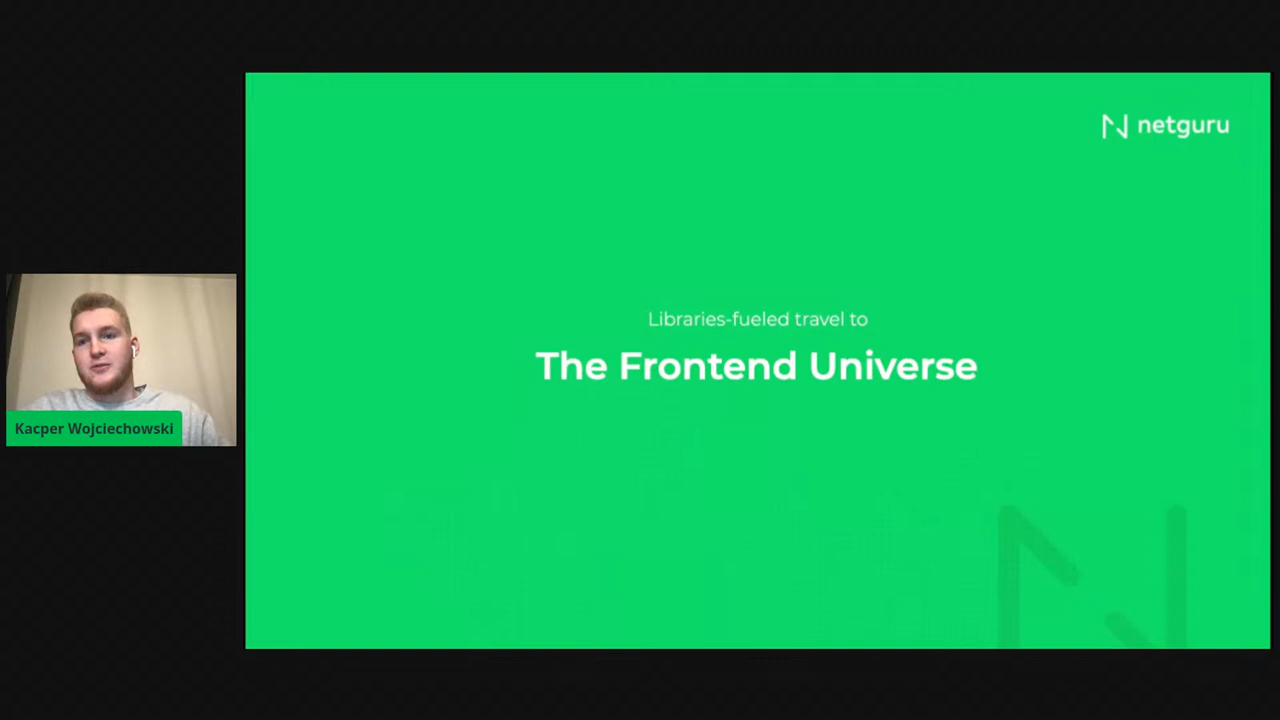 netguru
Libraries-fueled travel to
The Frontend Universe
Kacper Wojciechowski